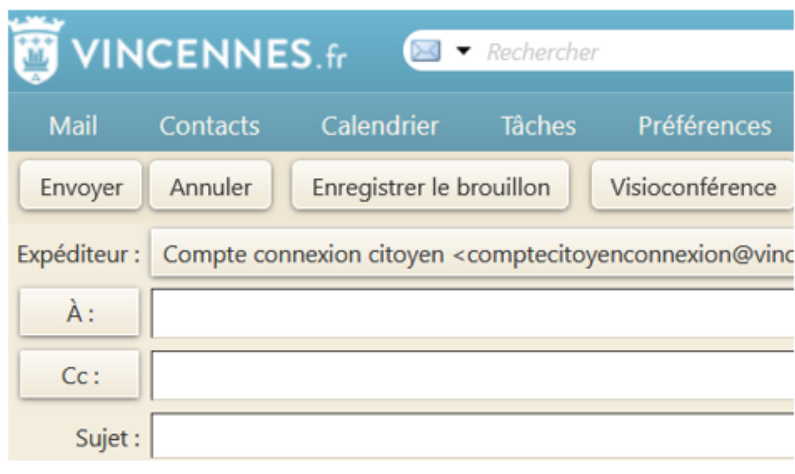 VINCENNES.fr Rechercher
Mail Contacts Calendrier Tâches Préférences
Envoyer Annuler Enregistrer le brouillon Visioconférence
Expéditeur : Compte connexion citoyen <comptecitoyenconnexion@vinc
À :
Cc :
Sujet :